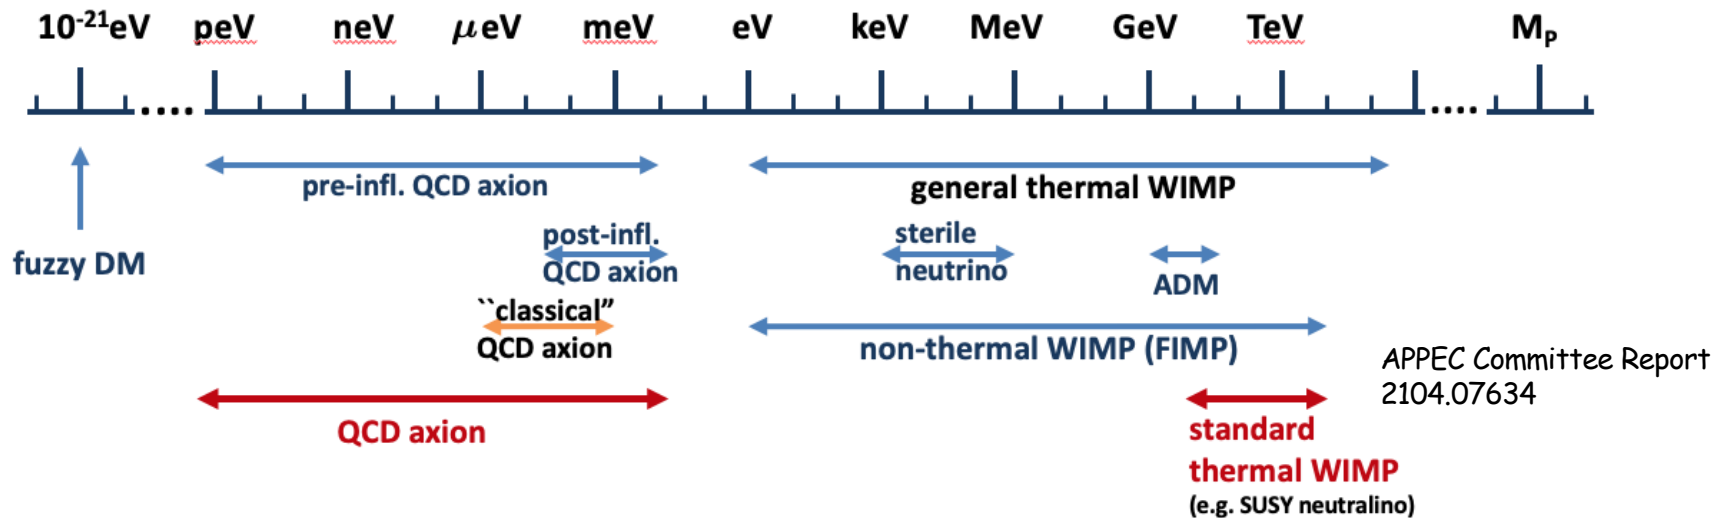 10⁻²¹eV peV neV μeV meV eV keV MeV GeV TeV M_P
pre-infl. QCD axion
general thermal WIMP
fuzzy DM
post-infl.
QCD axion
sterile
neutrino
ADM
``classical”
QCD axion
non-thermal WIMP (FIMP)
APPEC Committee Report
2104.07634
QCD axion
standard
thermal WIMP
(e.g. SUSY neutralino)